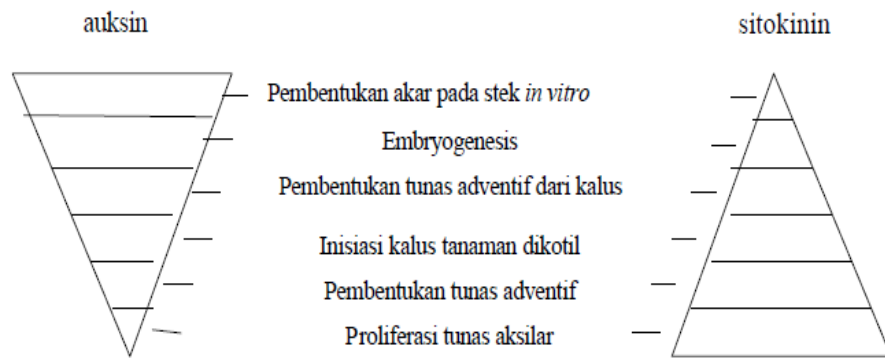 auksin
sitokinin
Pembentukan akar pada stek in vitro
Embryogenesis
Pembentukan tunas adventif dari kalus
Inisiasi kalus tanaman dikotil
Pembentukan tunas adventif
Proliferasi tunas aksilar